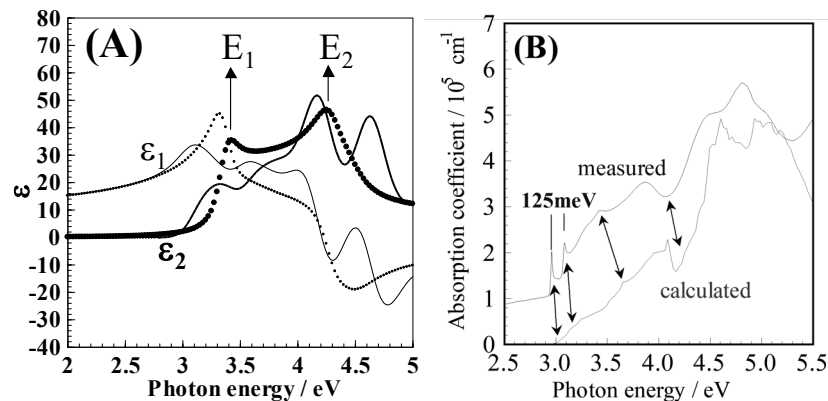 (A)
E₁
E₂
ε₁
ε₂
ε
80
70
60
50
40
30
20
10
0
-10
-20
-30
-40
2
2.5
3
3.5
4
4.5
5
Photon energy / eV
(B)
measured
125meV
calculated
Absorption coefficient / 10⁵ cm⁻¹
7
6
5
4
3
2
1
0
2.5
3.0
3.5
4.0
4.5
5.0
5.5
Photon energy / eV